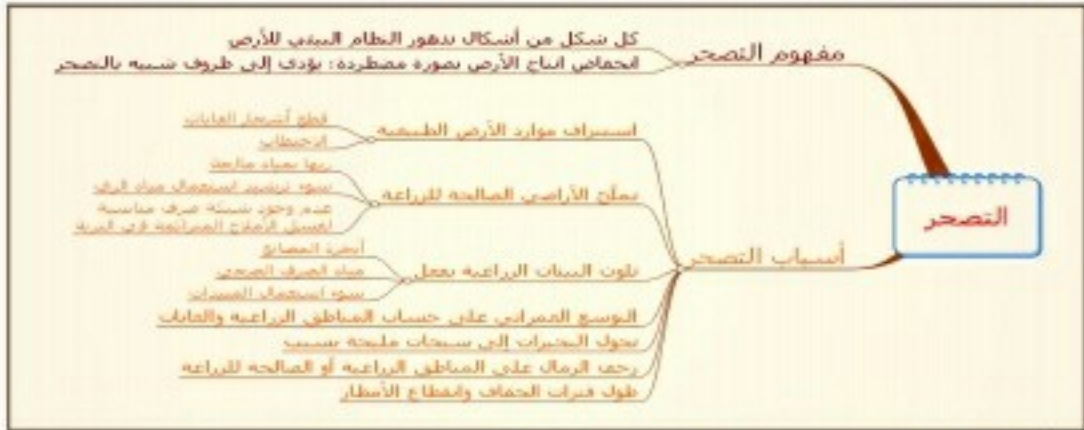 التصحر
مفهوم التصحر
كل شكل من أشكال تدهور النظام البيئي للأرض
انخفاض انتاج الأرض بصورة مضطردة؛ يؤدي إلى ظروف شبيه بالتصحر
أسباب التصحر
استنزاف موارد الأرض الطبيعية
قطع أشجار الغابات
الاحتطاب
تملّح الأراضي الصالحة للزراعة
ريها بمياه مالحة
سوء ترشيد استعمال مياه الري
عدم وجود شبكة صرف مناسبة
لغسيل الأملاح المتراكمة في التربة
تلوث البيئات الزراعية بفعل
أبخرة المصانع
مياه الصرف الصحي
سوء استعمال المبيدات
التوسع العمراني على حساب المناطق الزراعية والغابات
تحول البحيرات إلى سبخات مليحة بسبب
زحف الرمال على المناطق الزراعية أو الصالحة للزراعة
طول فترات الجفاف وانقطاع الأمطار